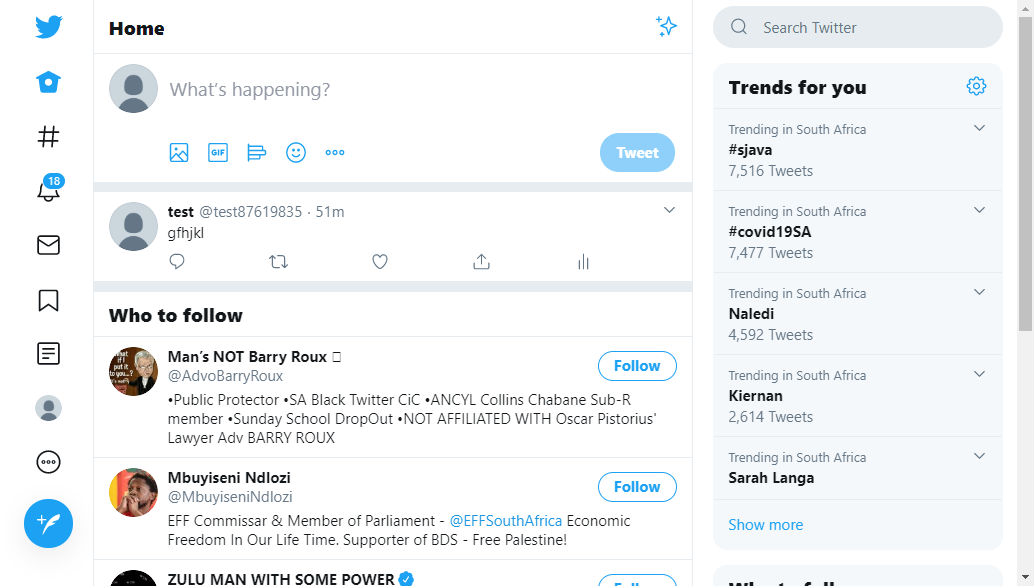 Home
What's happening?
GIF
Tweet
18
test @test87619835 · 51m
gfhjkl
Who to follow
Man's NOT Barry Roux
@AdvoBarryRoux
Follow
•Public Protector •SA Black Twitter CiC •ANCYL Collins Chabane Sub-R
member •Sunday School DropOut •NOT AFFILIATED WITH Oscar Pistorius'
Lawyer Adv BARRY ROUX
Mbuyiseni Ndlozi
@MbuyiseniNdlozi
Follow
EFF Commissar & Member of Parliament - @EFFSouthAfrica Economic
Freedom In Our Life Time. Supporter of BDS - Free Palestine!
ZULU MAN WITH SOME POWER
Search Twitter
Trends for you
Trending in South Africa
#sjava
7,516 Tweets
Trending in South Africa
#covid19SA
7,477 Tweets
Trending in South Africa
Naledi
4,592 Tweets
Trending in South Africa
Kiernan
2,614 Tweets
Trending in South Africa
Sarah Langa
Show more